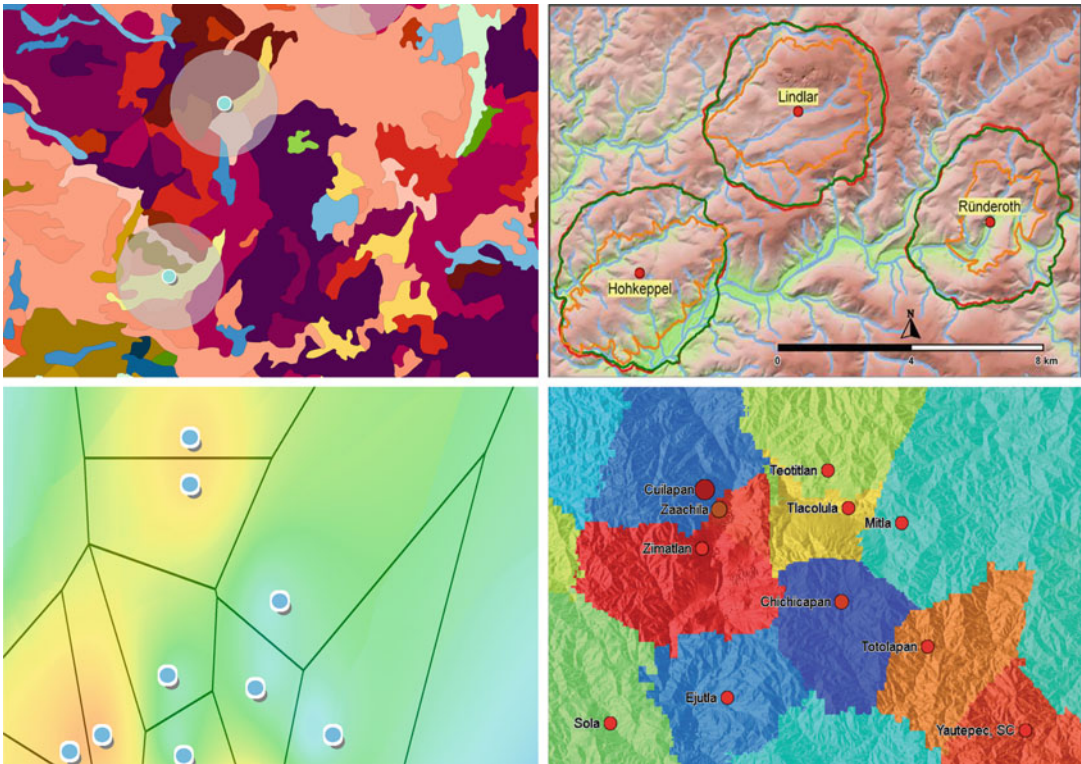 Lindlar
Ründeroth
Hohkeppel
N
0 4 8 km
Teotitlan
Cuilapan
Zaachila
Tlacolula
Mitla
Zimatlan
Chichicapan
Totolapan
Ejutla
Sola
Yautepec, SC